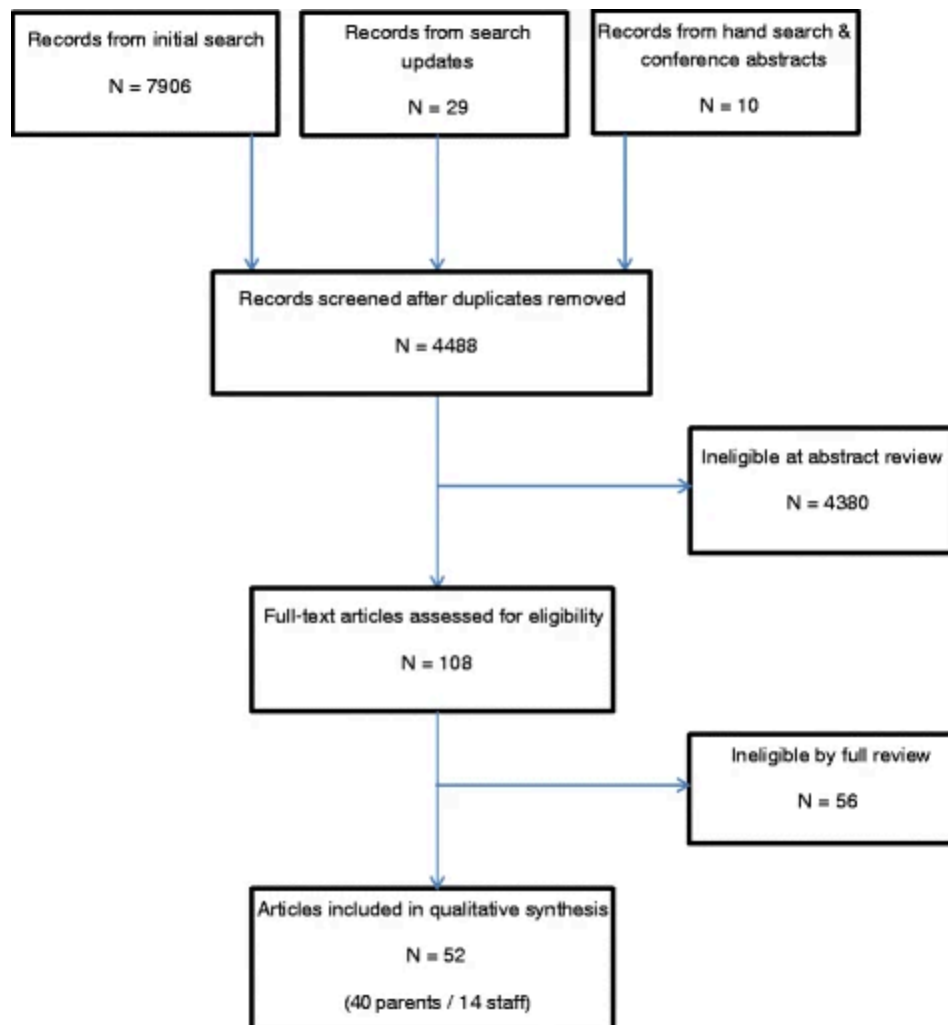 Records from initial search
N = 7906
Records from search
updates
N = 29
Records from hand search &
conference abstracts
N = 10
Records screened after duplicates removed
N = 4488
Ineligible at abstract review
N = 4380
Full-text articles assessed for eligibility
N = 108
Ineligible by full review
N = 56
Articles included in qualitative synthesis
N = 52
(40 parents / 14 staff)